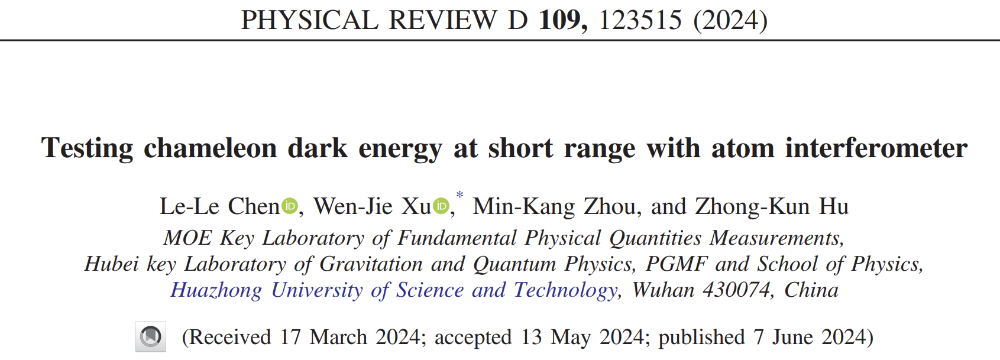 PHYSICAL REVIEW D 109, 123515 (2024)
Testing chameleon dark energy at short range with atom interferometer
Le-Le Chen iD, Wen-Jie Xu iD,* Min-Kang Zhou, and Zhong-Kun Hu
MOE Key Laboratory of Fundamental Physical Quantities Measurements,
Hubei key Laboratory of Gravitation and Quantum Physics, PGMF and School of Physics,
Huazhong University of Science and Technology, Wuhan 430074, China
(Received 17 March 2024; accepted 13 May 2024; published 7 June 2024)